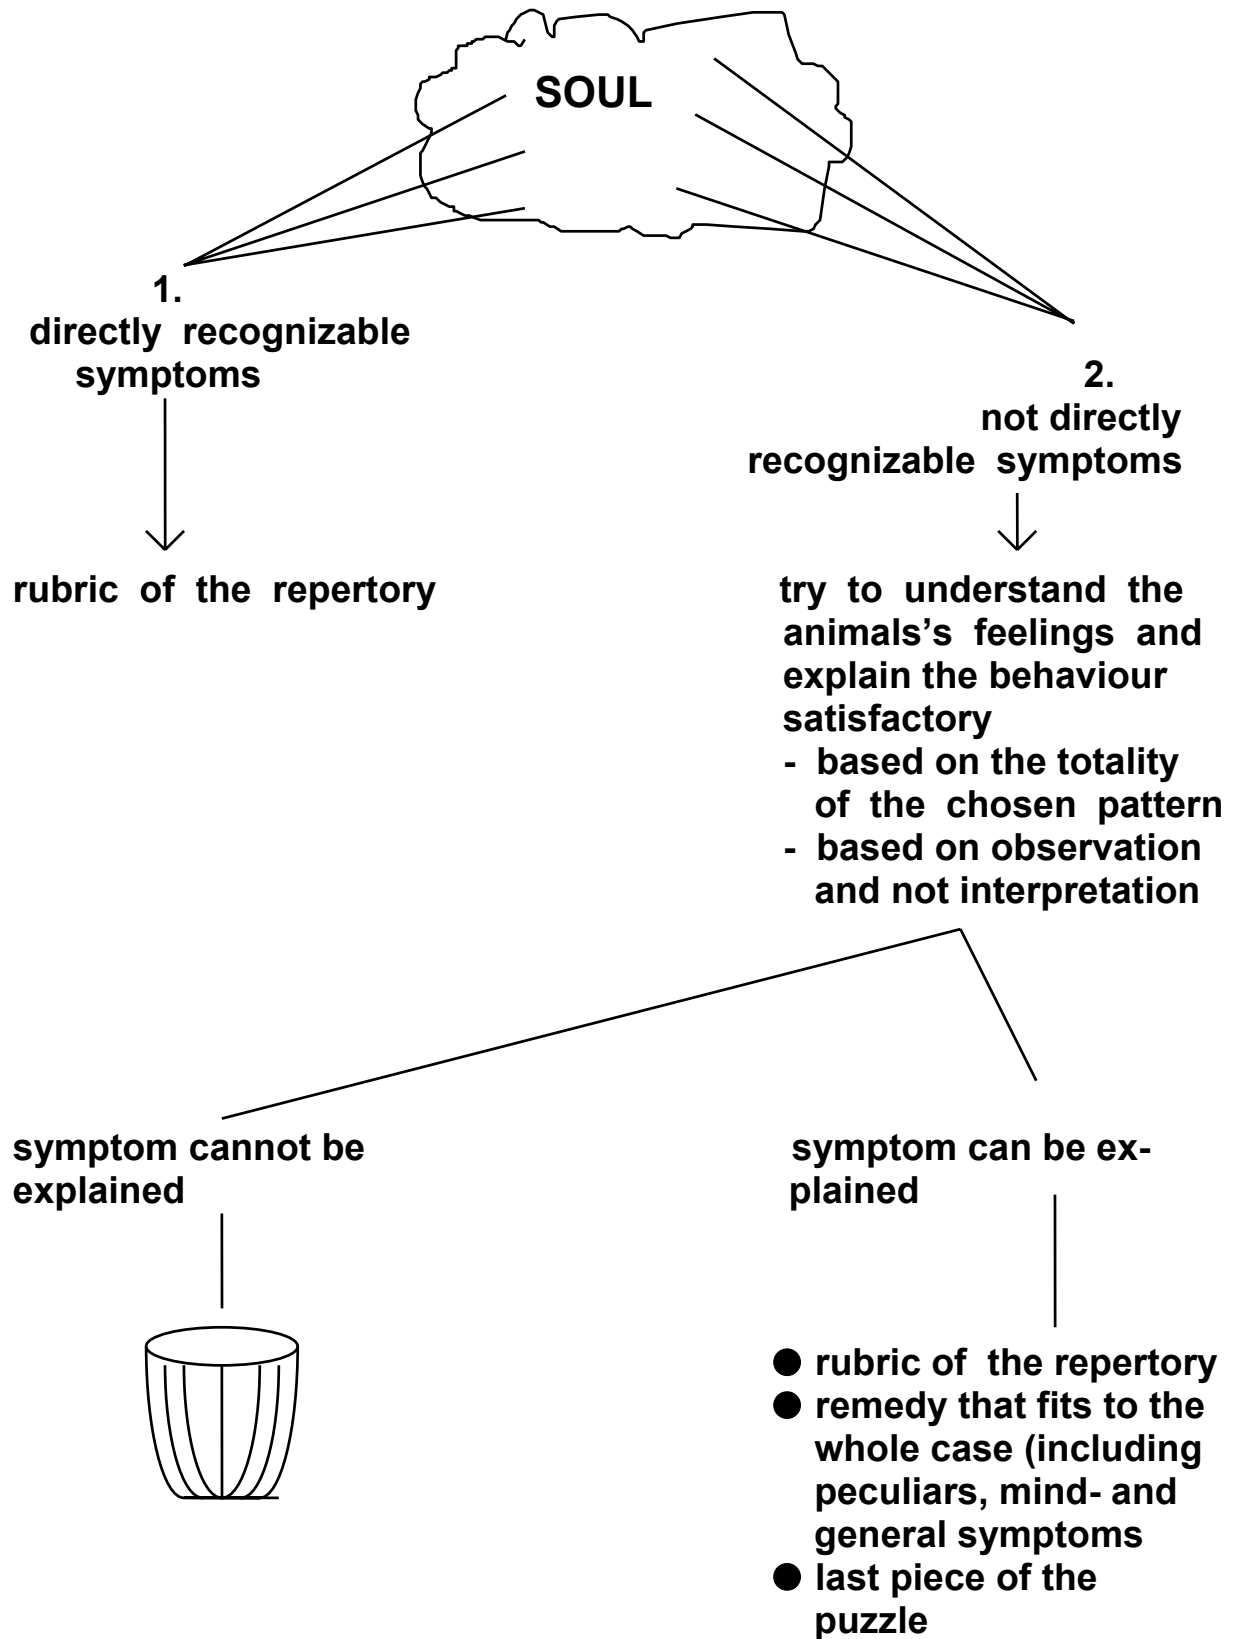 SOUL
1.
directly recognizable
symptoms
2.
not directly
recognizable symptoms
rubric of the repertory
try to understand the
animals's feelings and
explain the behaviour
satisfactory
- based on the totality
of the chosen pattern
- based on observation
and not interpretation
symptom cannot be
explained
symptom can be ex-
plained
● rubric of the repertory
● remedy that fits to the
whole case (including
peculiars, mind- and
general symptoms
● last piece of the
puzzle